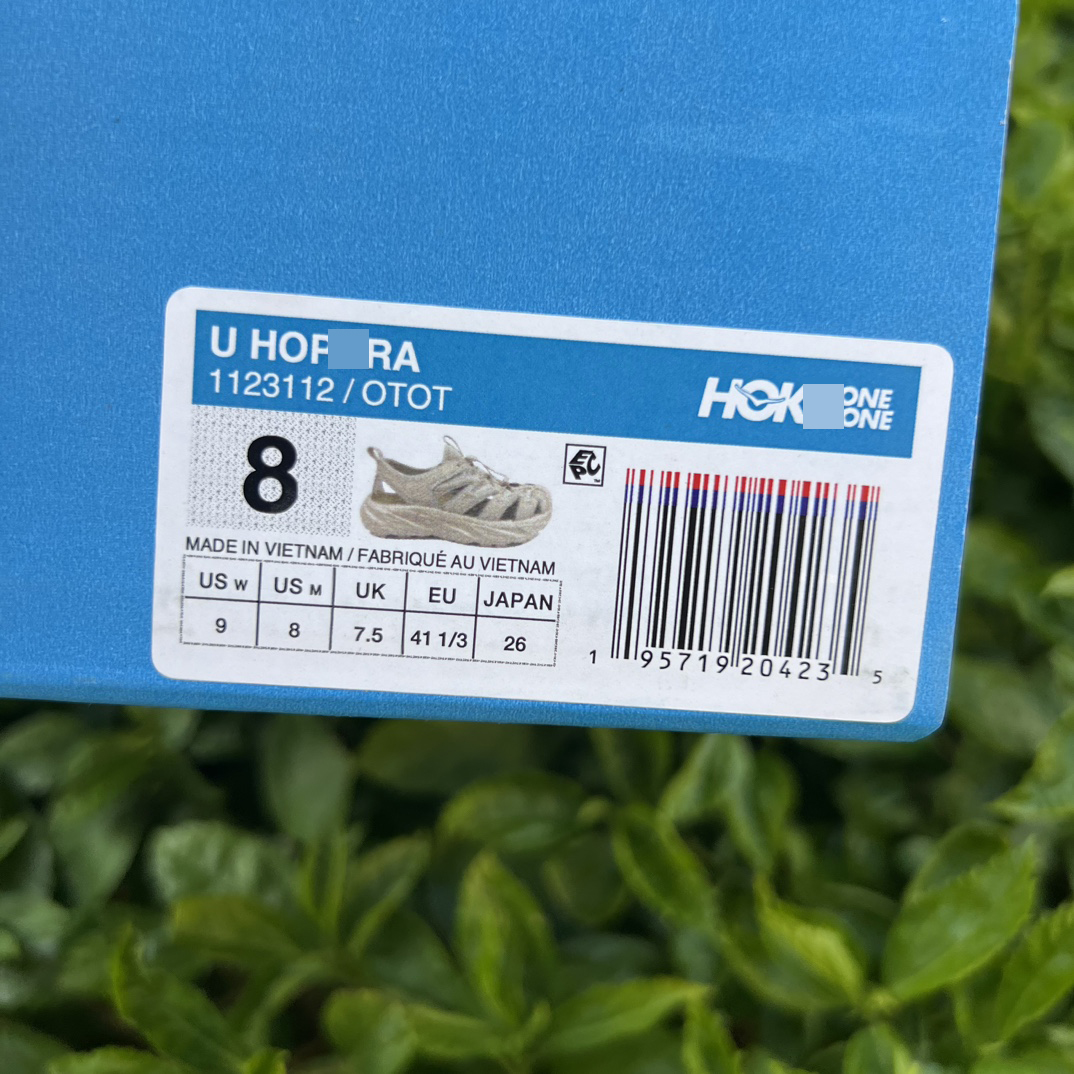 U HOP RA
1123112 / OTOT
HOK ONE
ONE
8
EPC
MADE IN VIETNAM / FABRIQUÉ AU VIETNAM
US W US M UK EU JAPAN
9 8 7.5 41 1/3 26
1 95719 20423 5